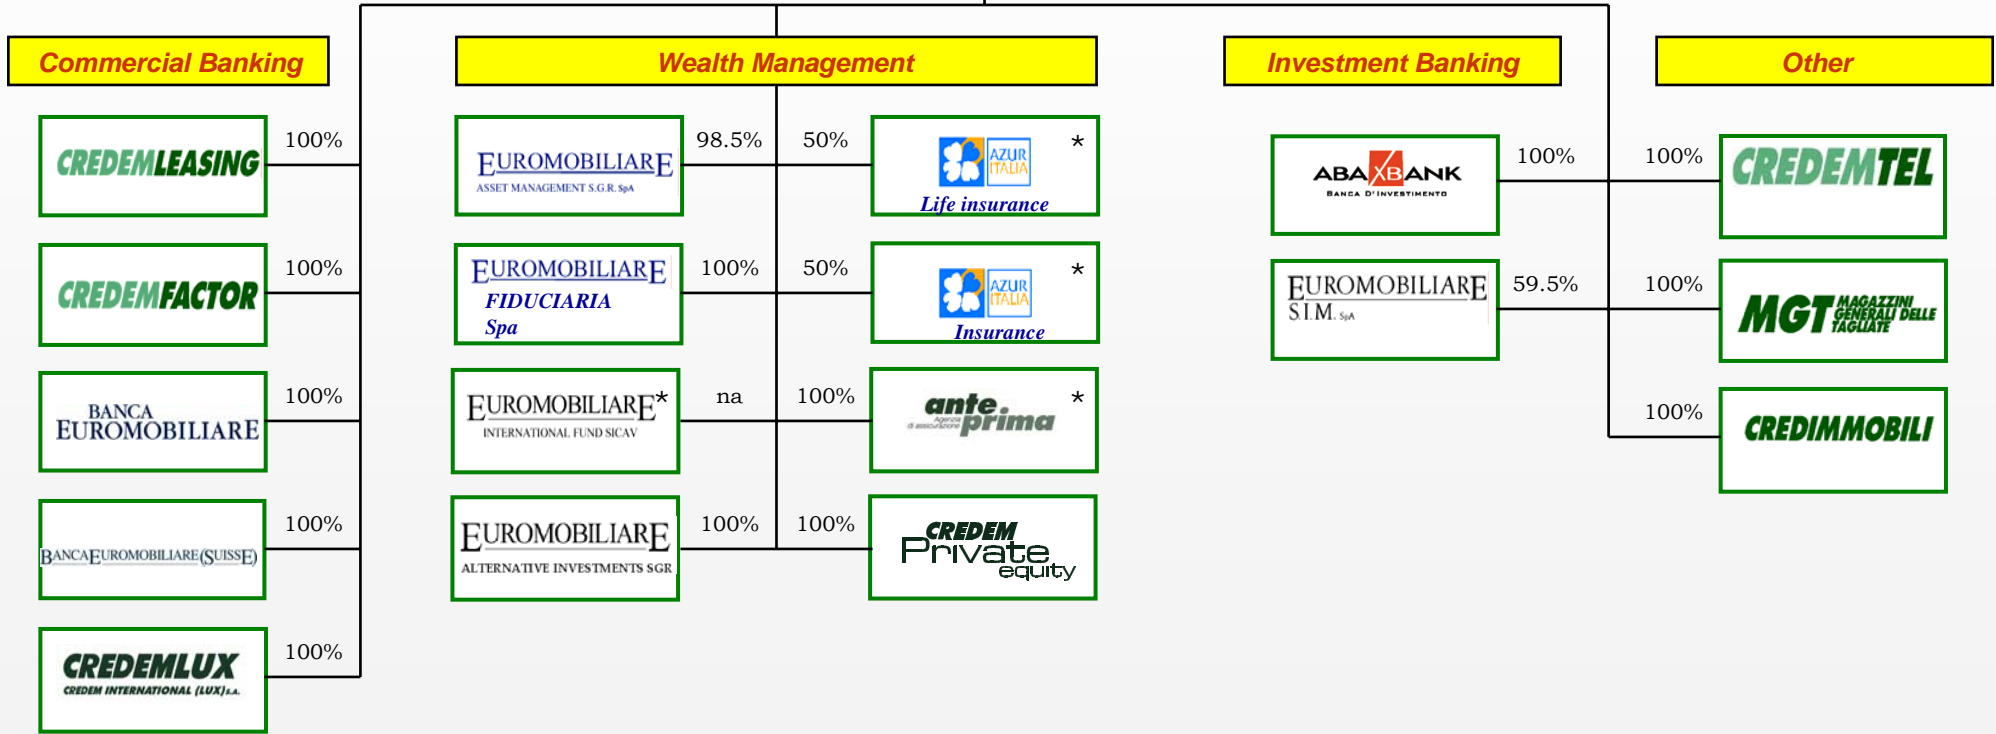 Commercial Banking
CREDEMLEASING
100%
CREDEMFACTOR
100%
BANCA
EUROMOBILIARE
100%
BANCA EUROMOBILIARE (SUISSE)
100%
CREDEMLUX
CREDEM INTERNATIONAL (LUX) S.A.
100%
Wealth Management
EUROMOBILIARE
ASSET MANAGEMENT S.G.R. SpA
98.5%
50%
AZUR
ITALIA
*
Life insurance
EUROMOBILIARE
FIDUCIARIA
Spa
100%
50%
AZUR
ITALIA
*
Insurance
EUROMOBILIARE*
INTERNATIONAL FUND SICAV
na
100%
ante
Agenzia
di assicurazione
prima
*
EUROMOBILIARE
ALTERNATIVE INVESTMENTS SGR
100%
100%
CREDEM
Private
equity
Investment Banking
ABAXBANK
BANCA D'INVESTIMENTO
100%
EUROMOBILIARE
S.I.M. SpA
59.5%
Other
100%
CREDEMTEL
100%
MGT MAGAZZINI
GENERALI DELLE
TAGLIATE
100%
CREDIMMOBILI